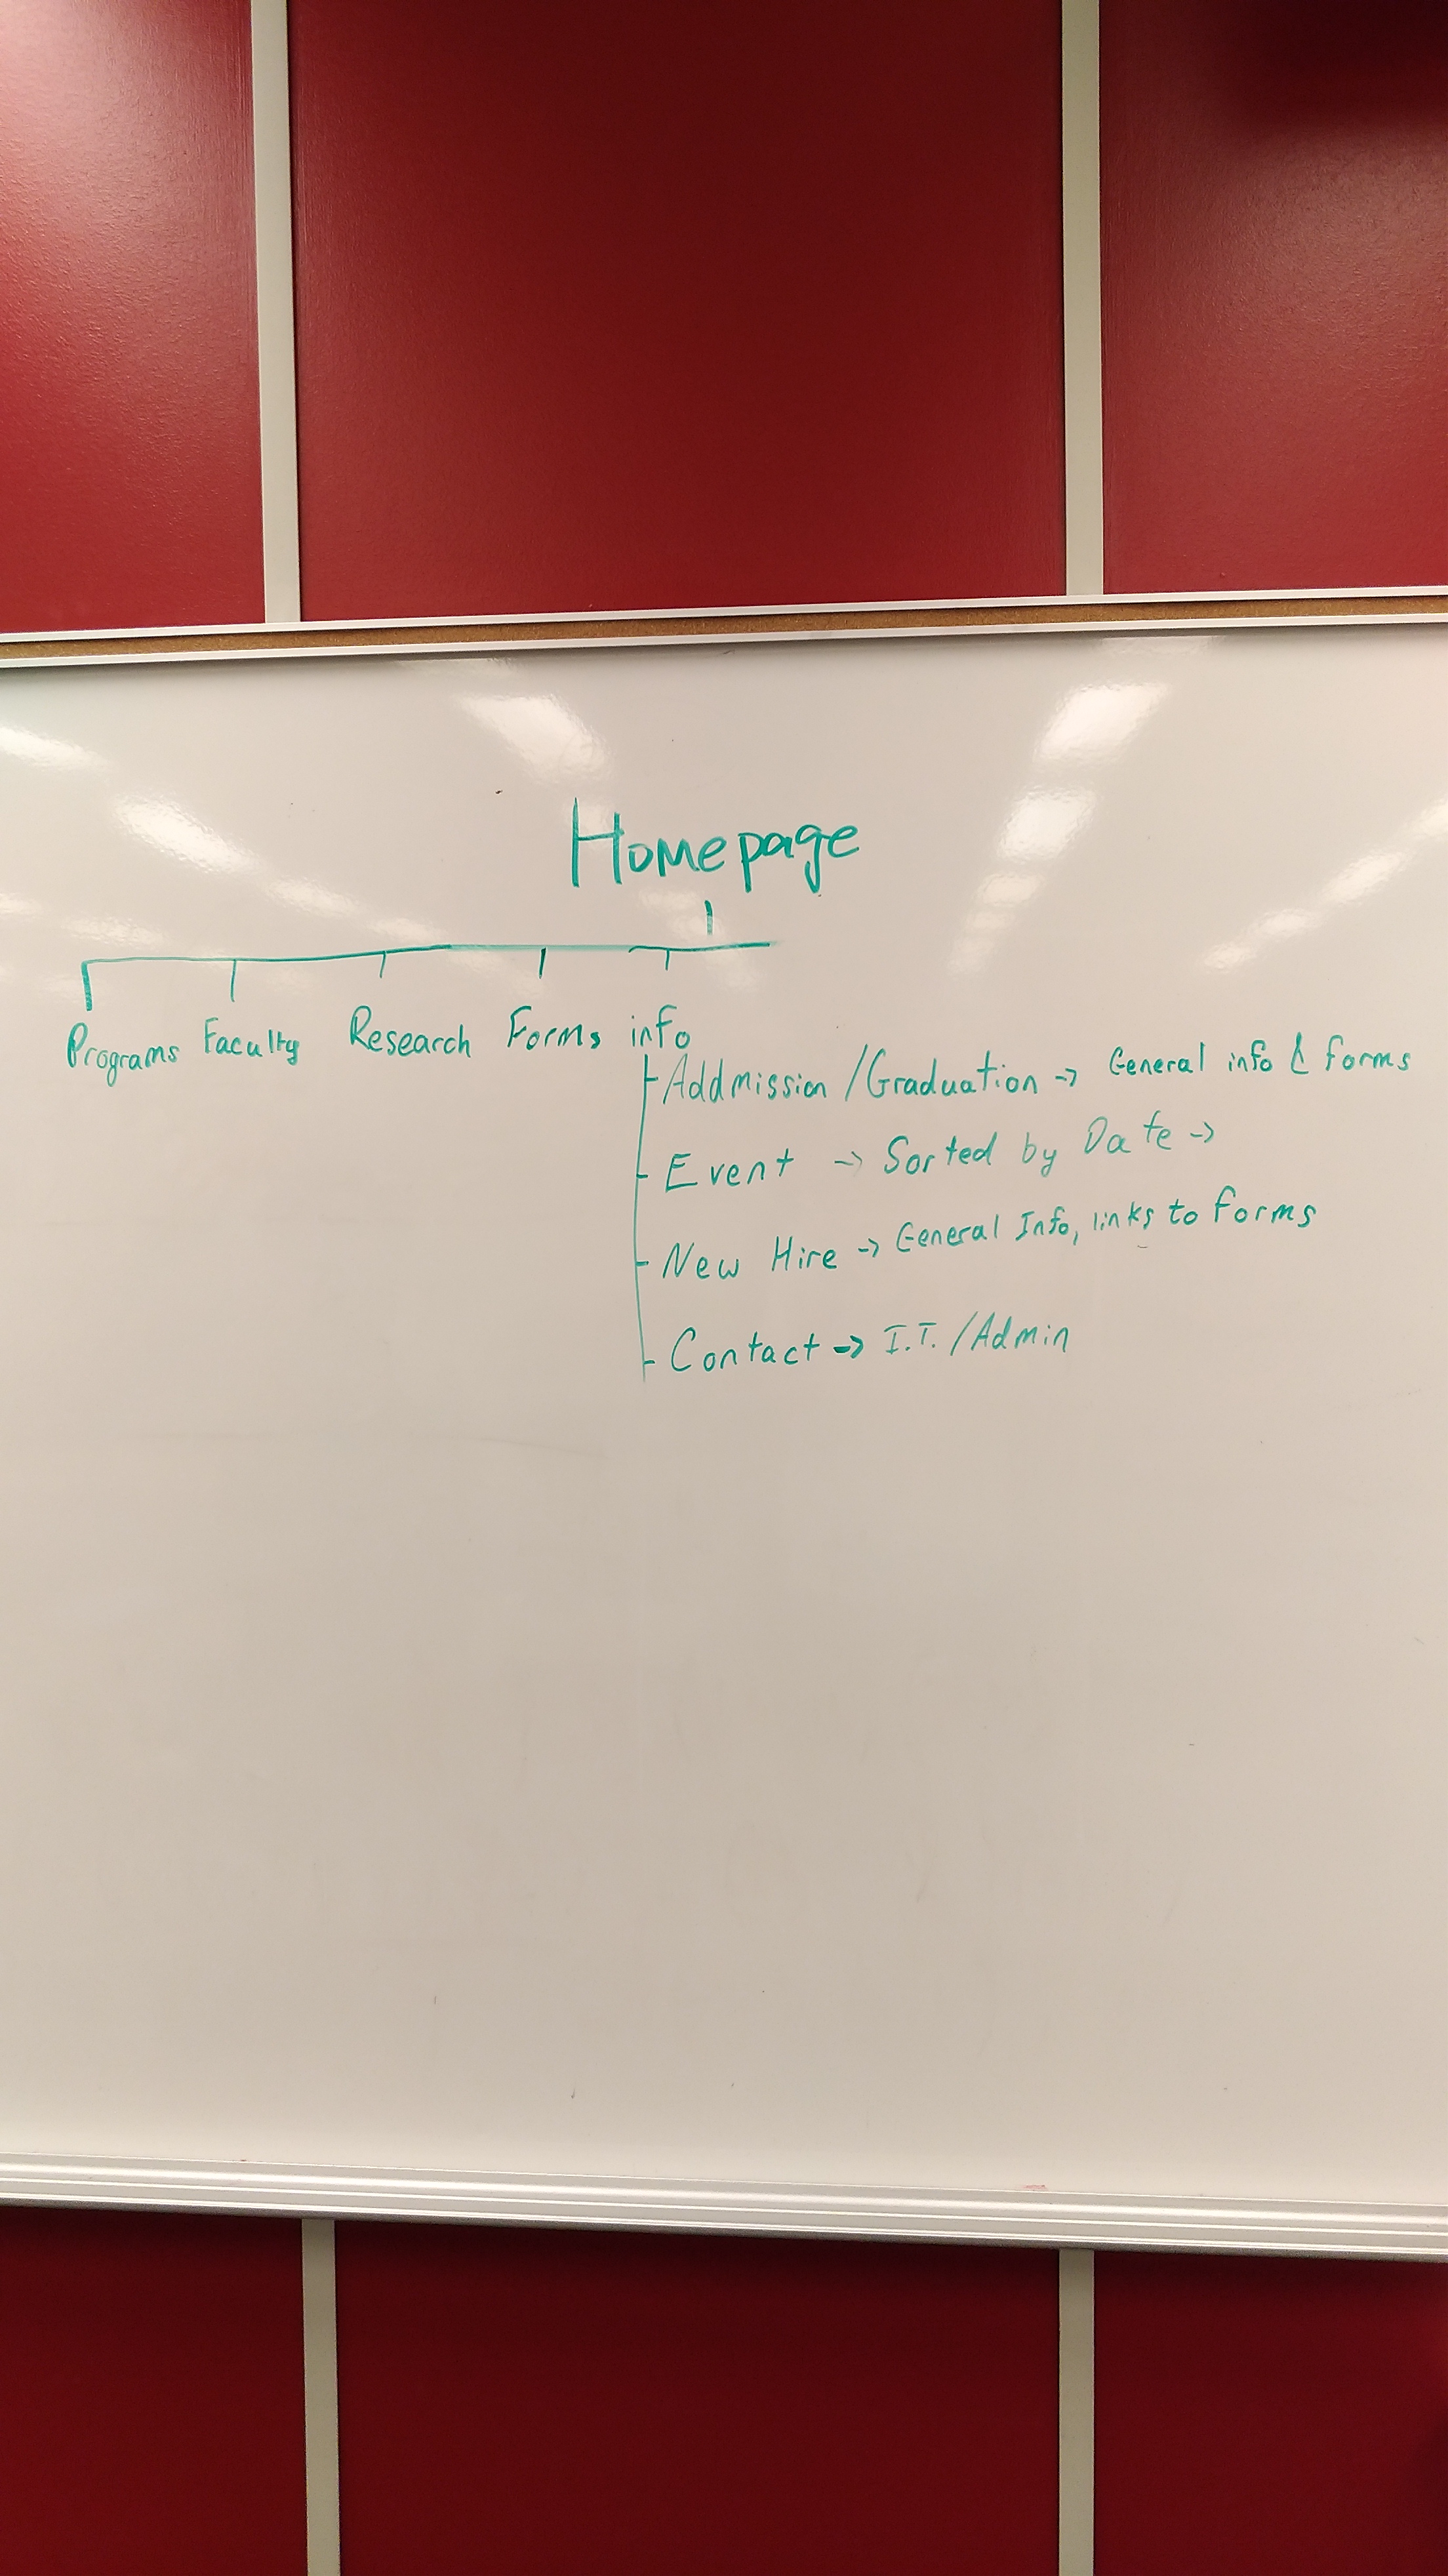 Homepage
Programs Faculty Research Forms info
Addmission/Graduation -> General info & forms
Event -> Sorted by Date ->
New Hire -> General Info, links to forms
Contact -> I.T./Admin